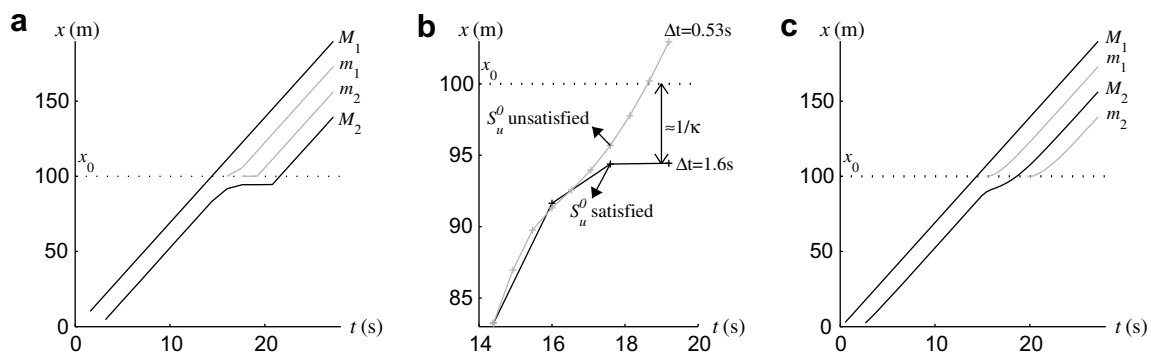 a
x (m)
M1
m1
m2
M2
150
x0
100
50
0
0
10
20
t (s)
b
x (m)
Δt=0.53s
x0
100
Su0 unsatisfied
≈1/κ
95
Δt=1.6s
Su0 satisfied
90
85
14
16
18
20
t (s)
c
x (m)
M1
m1
M2
m2
150
x0
100
50
0
0
10
20
t (s)